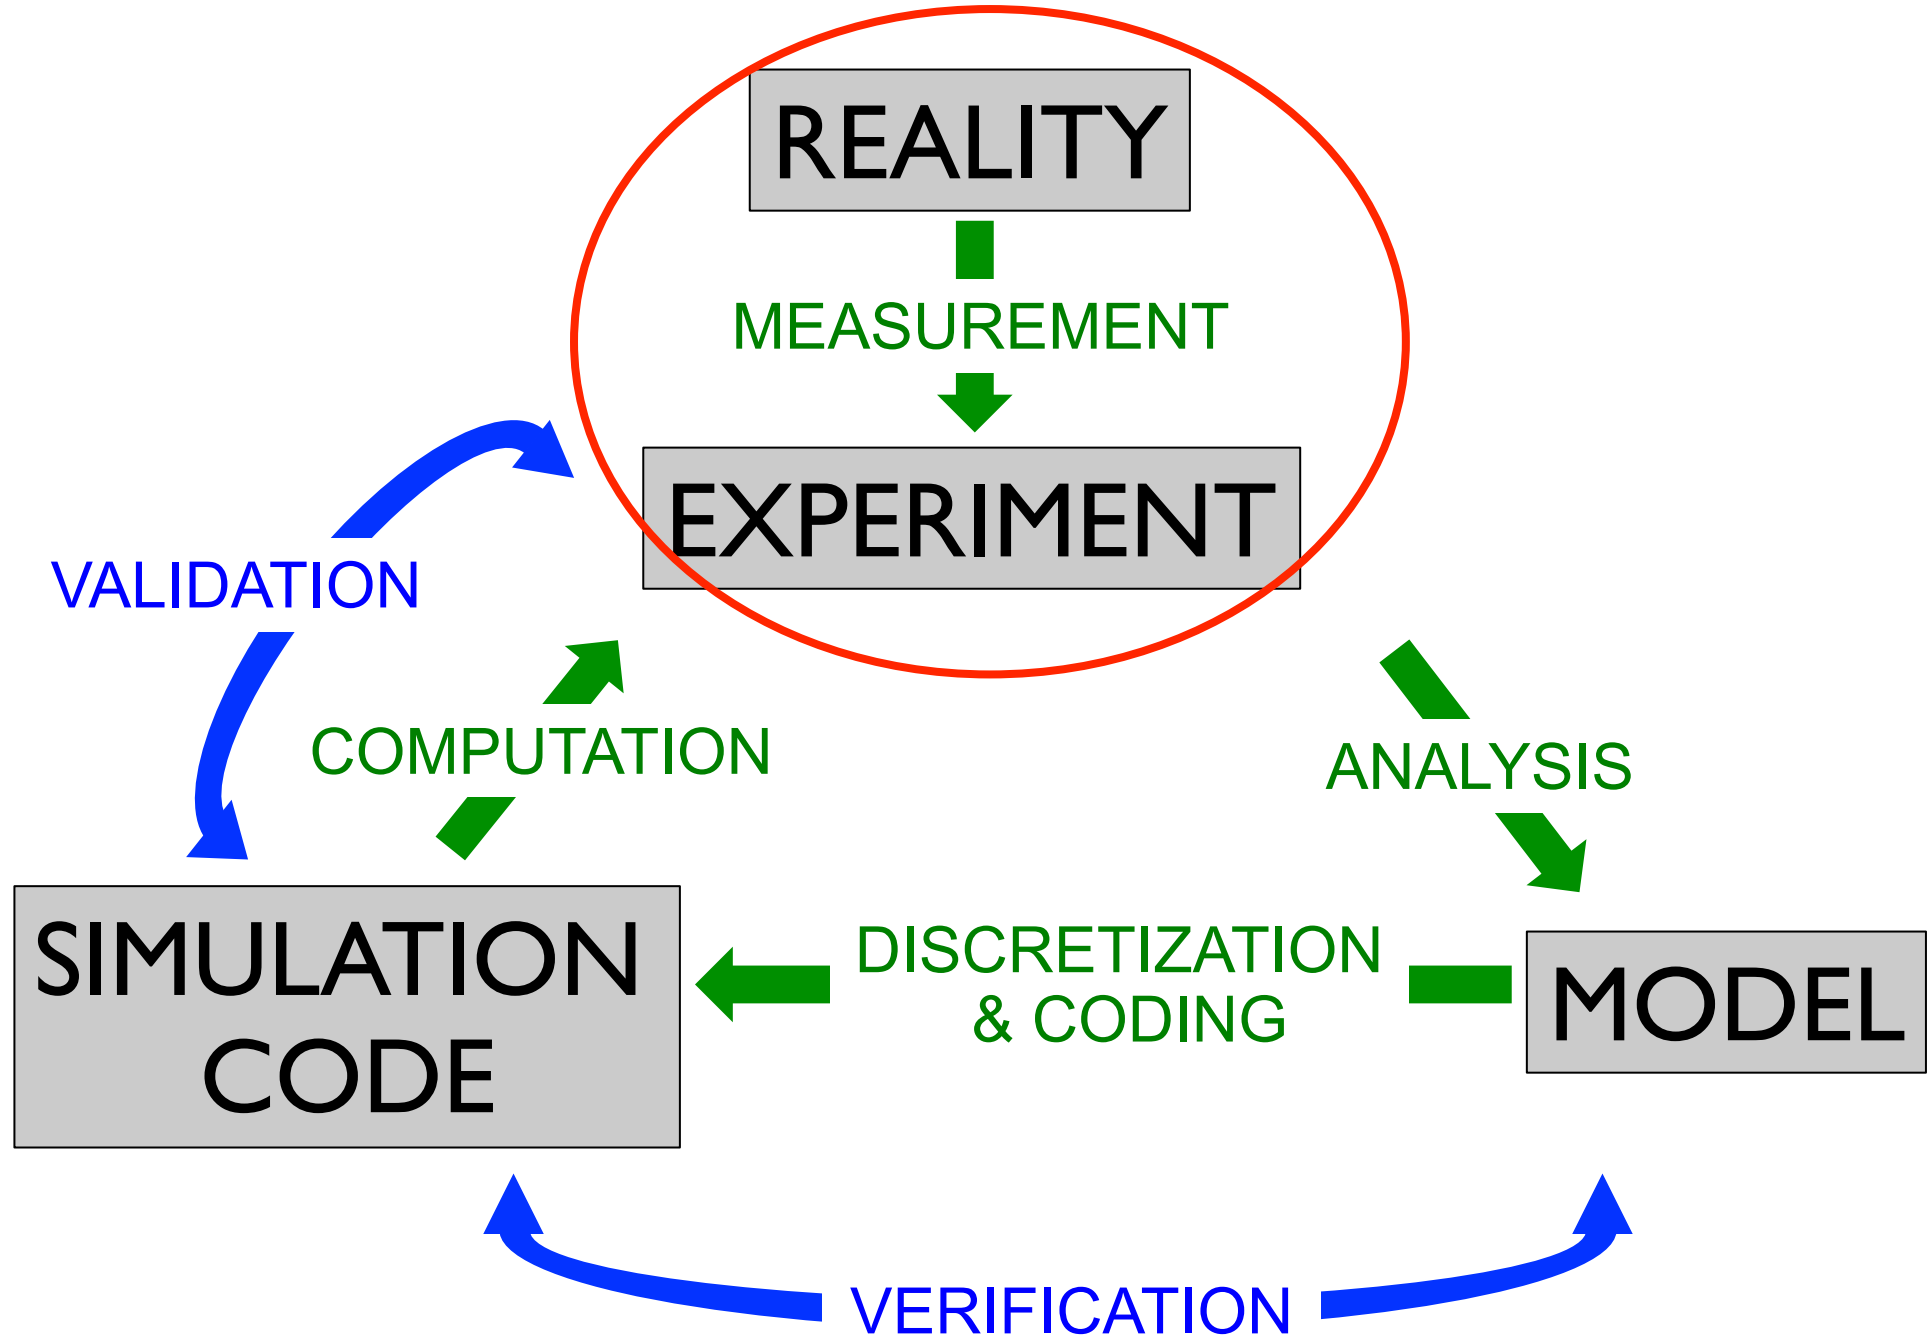 REALITY
MEASUREMENT
EXPERIMENT
VALIDATION
COMPUTATION
ANALYSIS
SIMULATION
CODE
DISCRETIZATION
& CODING
MODEL
VERIFICATION